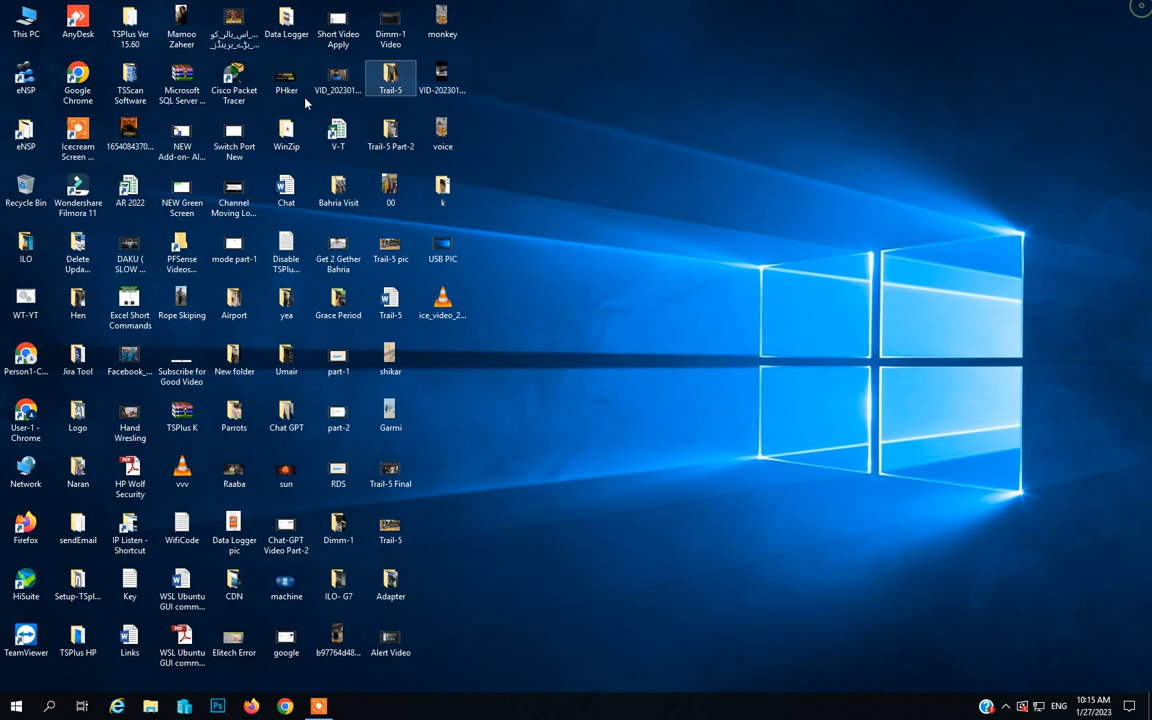 This PC
AnyDesk
TSPlus Ver
15.60
Mamoo
Zaheer
Data Logger
Short Video
Apply
Dimm-1
Video
monkey
eNSP
Google
Chrome
TSScan
Software
Microsoft
SQL Server ...
Cisco Packet
Tracer
PHker
VID_202301...
Trail-5
VID-202301...
eNSP
Icecream
Screen ...
1654084370...
NEW
Add-on- Al...
Switch Port
New
WinZip
V-T
Trail-5 Part-2
voice
Recycle Bin
Wondershare
Filmora 11
AR 2022
NEW Green
Screen
Channel
Moving Lo...
Chat
Bahria Visit
00
k
ILO
Delete
Upda...
DAKU (
SLOW ...
PFSense
Videos...
mode part-1
Disable
TSPlu...
Get 2 Gether
Bahria
Trail-5 pic
USB PIC
WT-YT
Hen
Excel Short
Commands
Rope Skiping
Airport
yea
Grace Period
Trail-5
ice_video_2...
Person1-C...
Jira Tool
Facebook_...
Subscribe for
Good Video
New folder
Umair
part-1
shikar
User-1 -
Chrome
Logo
Hand
Wresling
TSPlus K
Parrots
Chat GPT
part-2
Garmi
Network
Naran
HP Wolf
Security
vvv
Raaba
sun
RDS
Trail-5 Final
Firefox
sendEmail
IP Listen -
Shortcut
WifiCode
Data Logger
pic
Chat-GPT
Video Part-2
Dimm-1
Trail-5
HiSuite
Setup-TSpl...
Key
WSL Ubuntu
GUI comm...
CDN
machine
ILO- G7
Adapter
TeamViewer
TSPlus HP
Links
WSL Ubuntu
GUI comm...
Elitech Error
google
b97764d48...
Alert Video
ENG
10:15 AM
1/27/2023